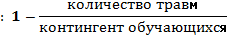 количество травм
: 1 −
контингент обучающихся